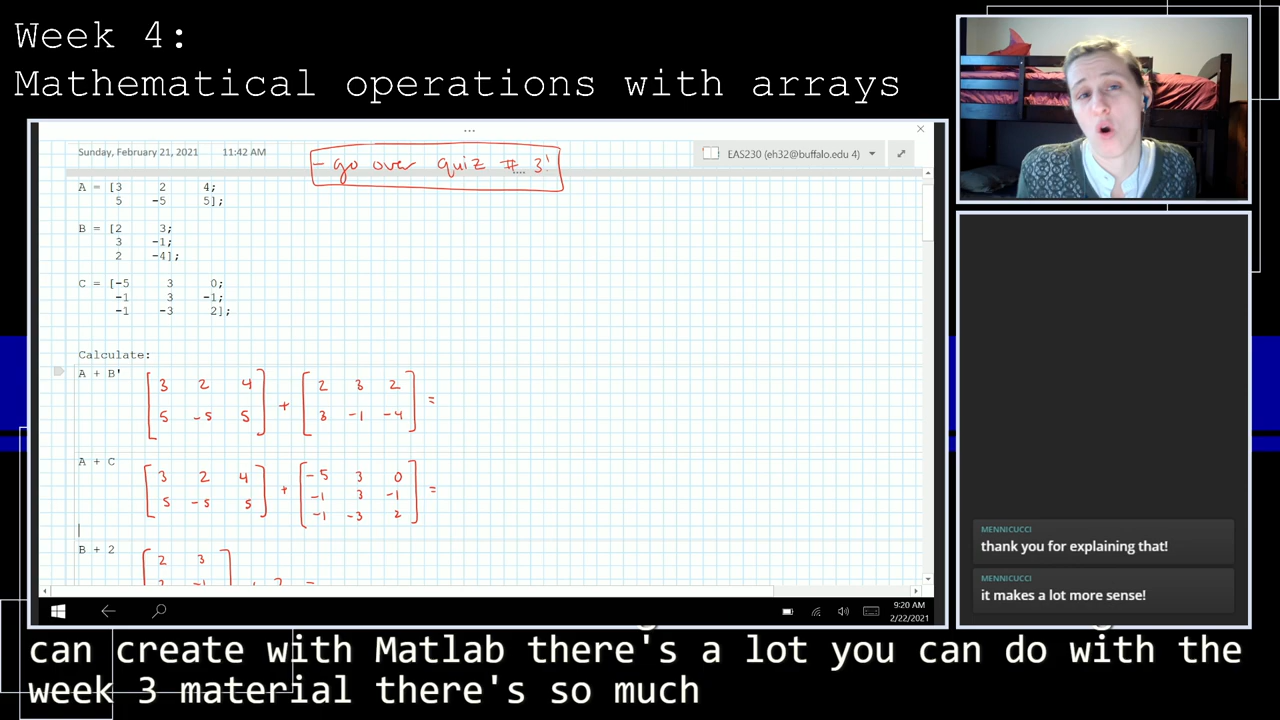 Week 4:
Mathematical operations with arrays
Sunday, February 21, 2021 11:42 AM
- go over quiz # 3!
EAS230 (eh32@buffalo.edu 4)
A = [3 2 4;
5 -5 5];
B = [2 3;
3 -1;
2 -4];
C = [-5 3 0;
-1 3 -1;
-1 -3 2];
Calculate:
A + B'
3 2 4
5 -5 5
+
2 3 2
3 -1 -4
=
A + C
3 2 4
5 -5 5
+
-5 3 0
-1 3 -1
-1 -3 2
=
B + 2
2 3
9:20 AM
2/22/2021
MENNICUCCI
thank you for explaining that!
MENNICUCCI
it makes a lot more sense!
can create with Matlab there's a lot you can do with the
week 3 material there's so much